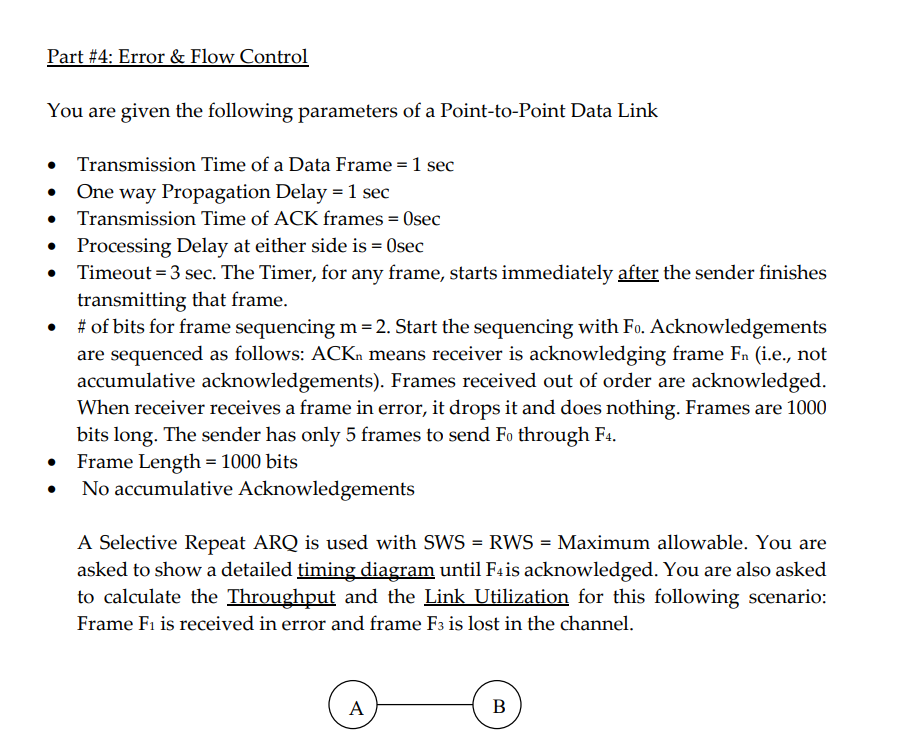 Part #4: Error & Flow Control
You are given the following parameters of a Point-to-Point Data Link
• Transmission Time of a Data Frame = 1 sec
• One way Propagation Delay = 1 sec
• Transmission Time of ACK frames = 0sec
• Processing Delay at either side is = 0sec
• Timeout = 3 sec. The Timer, for any frame, starts immediately after the sender finishes
transmitting that frame.
• # of bits for frame sequencing m = 2. Start the sequencing with F₀. Acknowledgements
are sequenced as follows: ACKₙ means receiver is acknowledging frame Fₙ (i.e., not
accumulative acknowledgements). Frames received out of order are acknowledged.
When receiver receives a frame in error, it drops it and does nothing. Frames are 1000
bits long. The sender has only 5 frames to send F₀ through F₄.
• Frame Length = 1000 bits
• No accumulative Acknowledgements
A Selective Repeat ARQ is used with SWS = RWS = Maximum allowable. You are
asked to show a detailed timing diagram until F₄ is acknowledged. You are also asked
to calculate the Throughput and the Link Utilization for this following scenario:
Frame F₁ is received in error and frame F₃ is lost in the channel.
A B